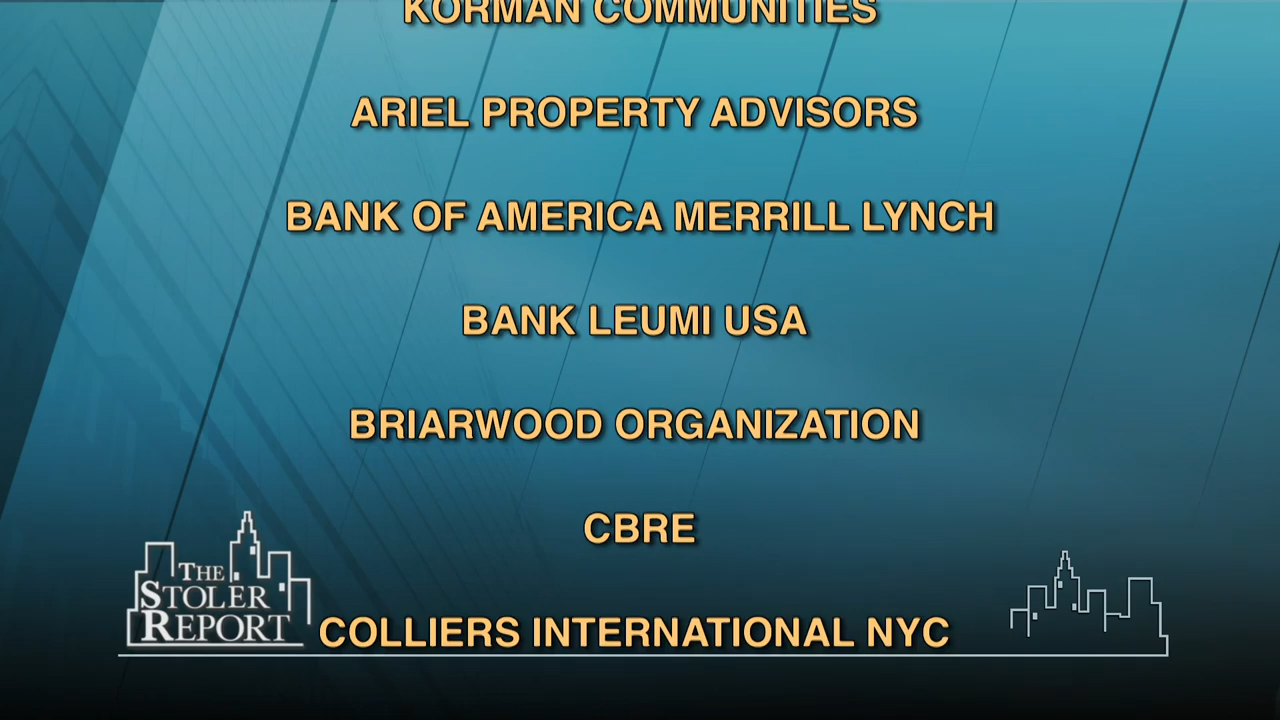 KORMAN COMMUNITIES
ARIEL PROPERTY ADVISORS
BANK OF AMERICA MERRILL LYNCH
BANK LEUMI USA
BRIARWOOD ORGANIZATION
CBRE
THE
STOLER
REPORT
COLLIERS INTERNATIONAL NYC